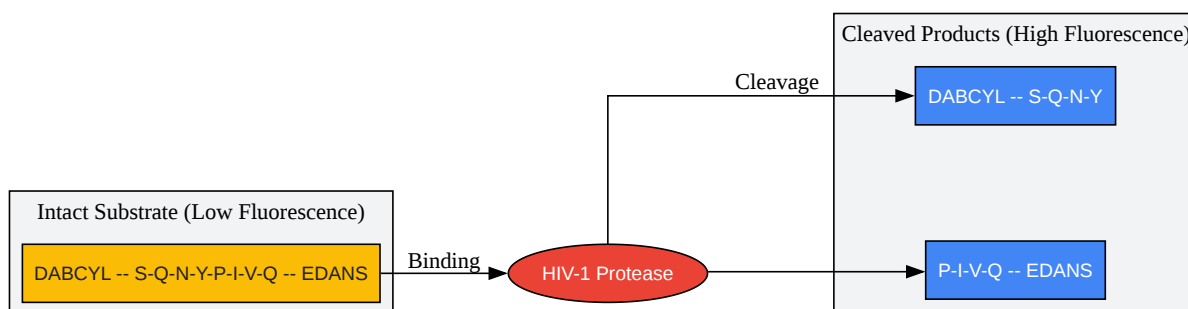 Cleaved Products (High Fluorescence)
Cleavage
DABCYL -- S-Q-N-Y
Intact Substrate (Low Fluorescence)
DABCYL -- S-Q-N-Y-P-I-V-Q -- EDANS
Binding
HIV-1 Protease
P-I-V-Q -- EDANS